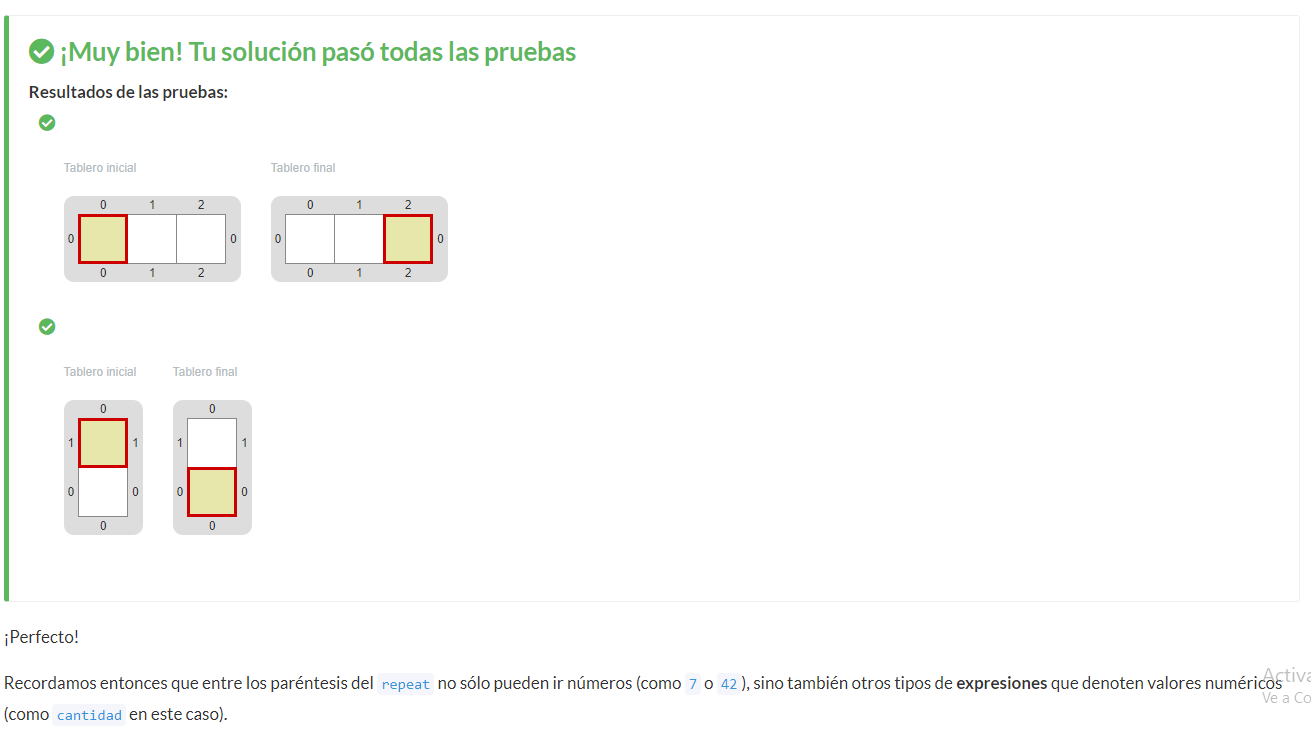 ¡Muy bien! Tu solución pasó todas las pruebas
Resultados de las pruebas:
Tablero inicial Tablero final
0 1 2 0 1 2
0 0 0 0
0 1 2 0 1 2
Tablero inicial Tablero final
0 0
1 1 1 1
0 0 0 0
0 0
¡Perfecto!
Recordamos entonces que entre los paréntesis del repeat no sólo pueden ir números (como 7 o 42 ), sino también otros tipos de expresiones que denoten valores numéricos
(como cantidad en este caso).
Activa
Ve a Co